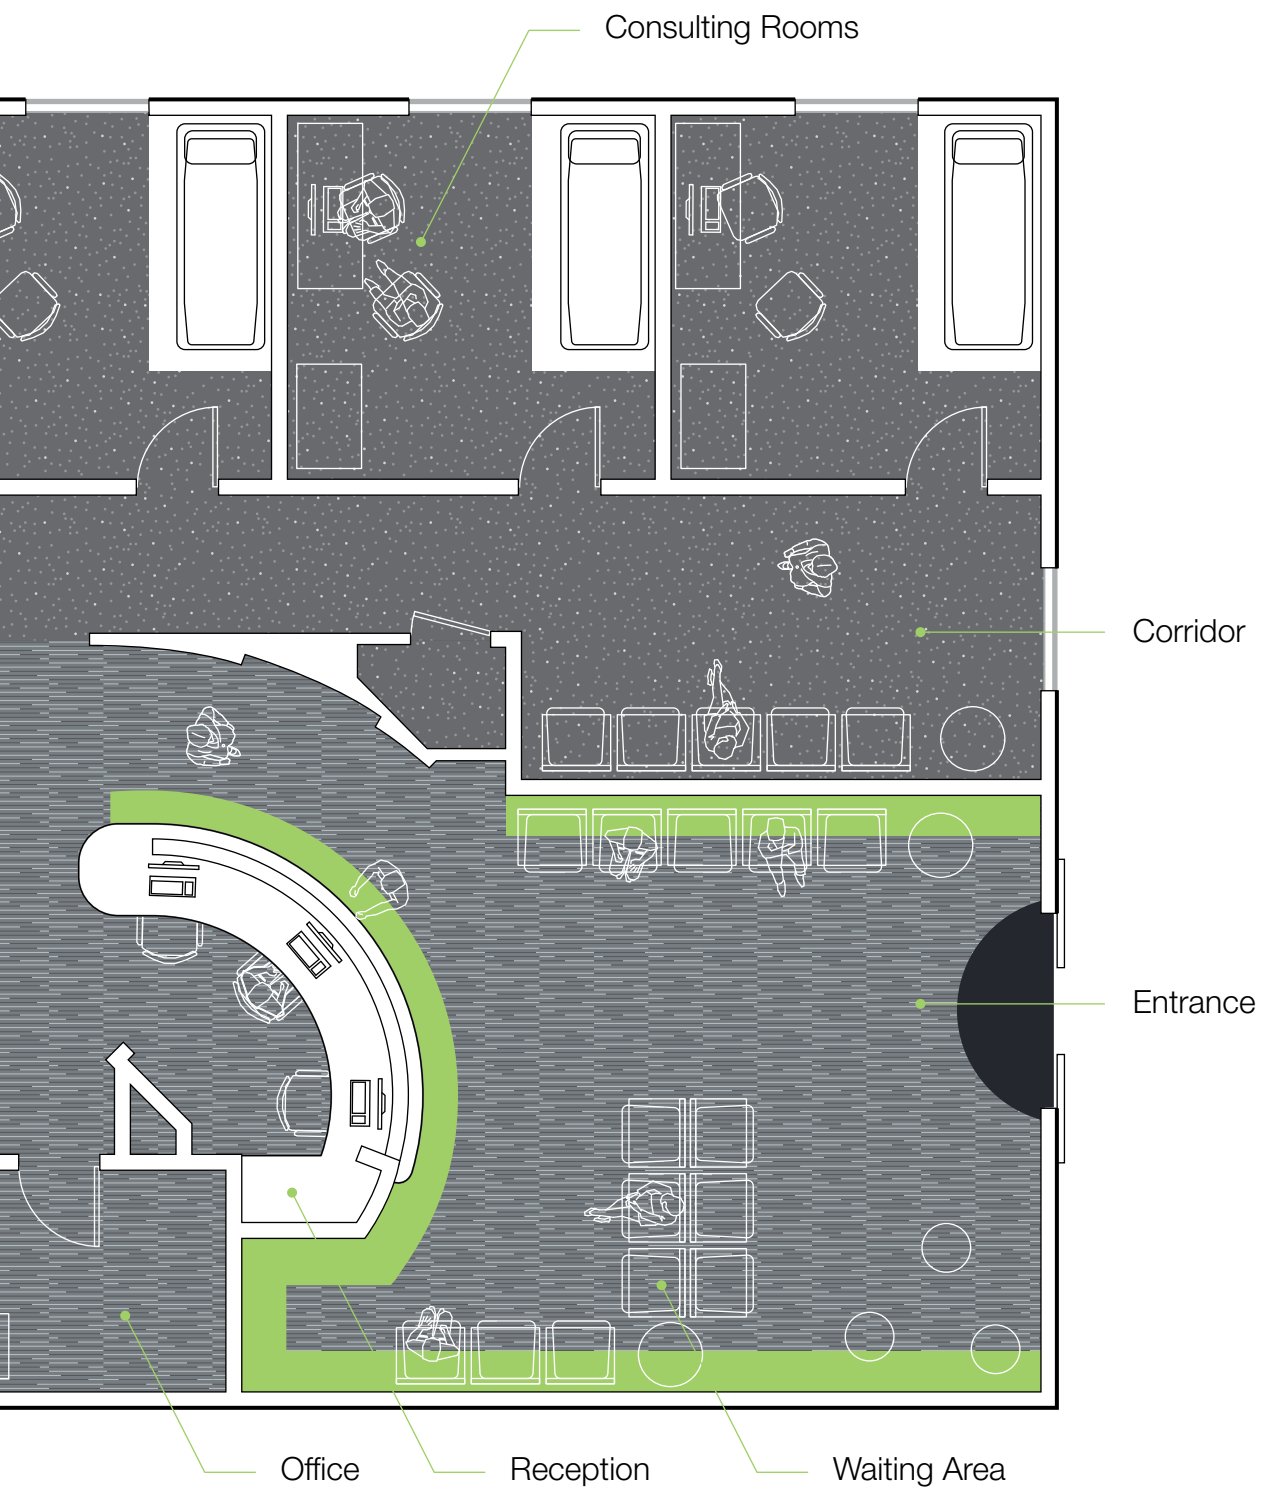 Consulting Rooms
Corridor
Entrance
Office
Reception
Waiting Area